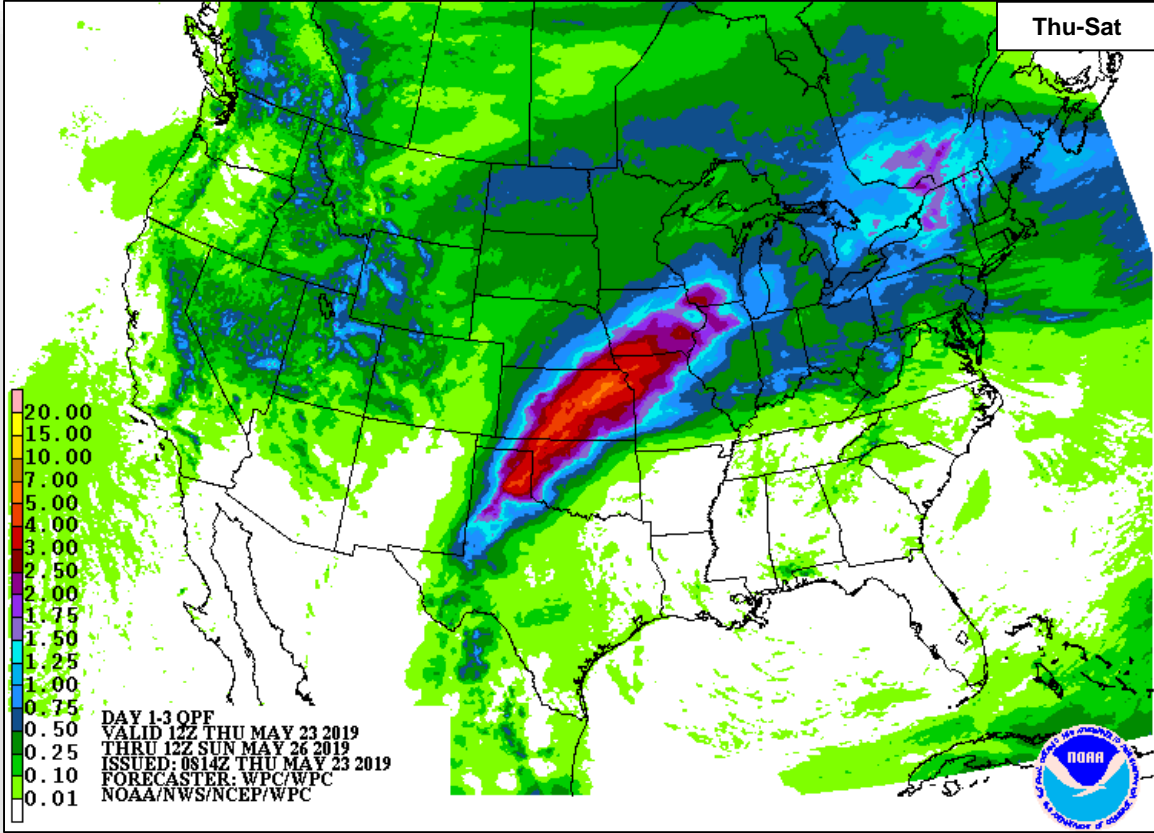 Thu-Sat
20.00
15.00
10.00
7.00
5.00
4.00
3.00
2.50
2.00
1.75
1.50
1.25
1.00
0.75
0.50
0.25
0.10
0.01
DAY 1-3 QPF
VALID 12Z THU MAY 23 2019
THRU 12Z SUN MAY 26 2019
ISSUED: 0814Z THU MAY 23 2019
FORECASTER: WPC/WPC
NOAA/NWS/NCEP/WPC
NOAA